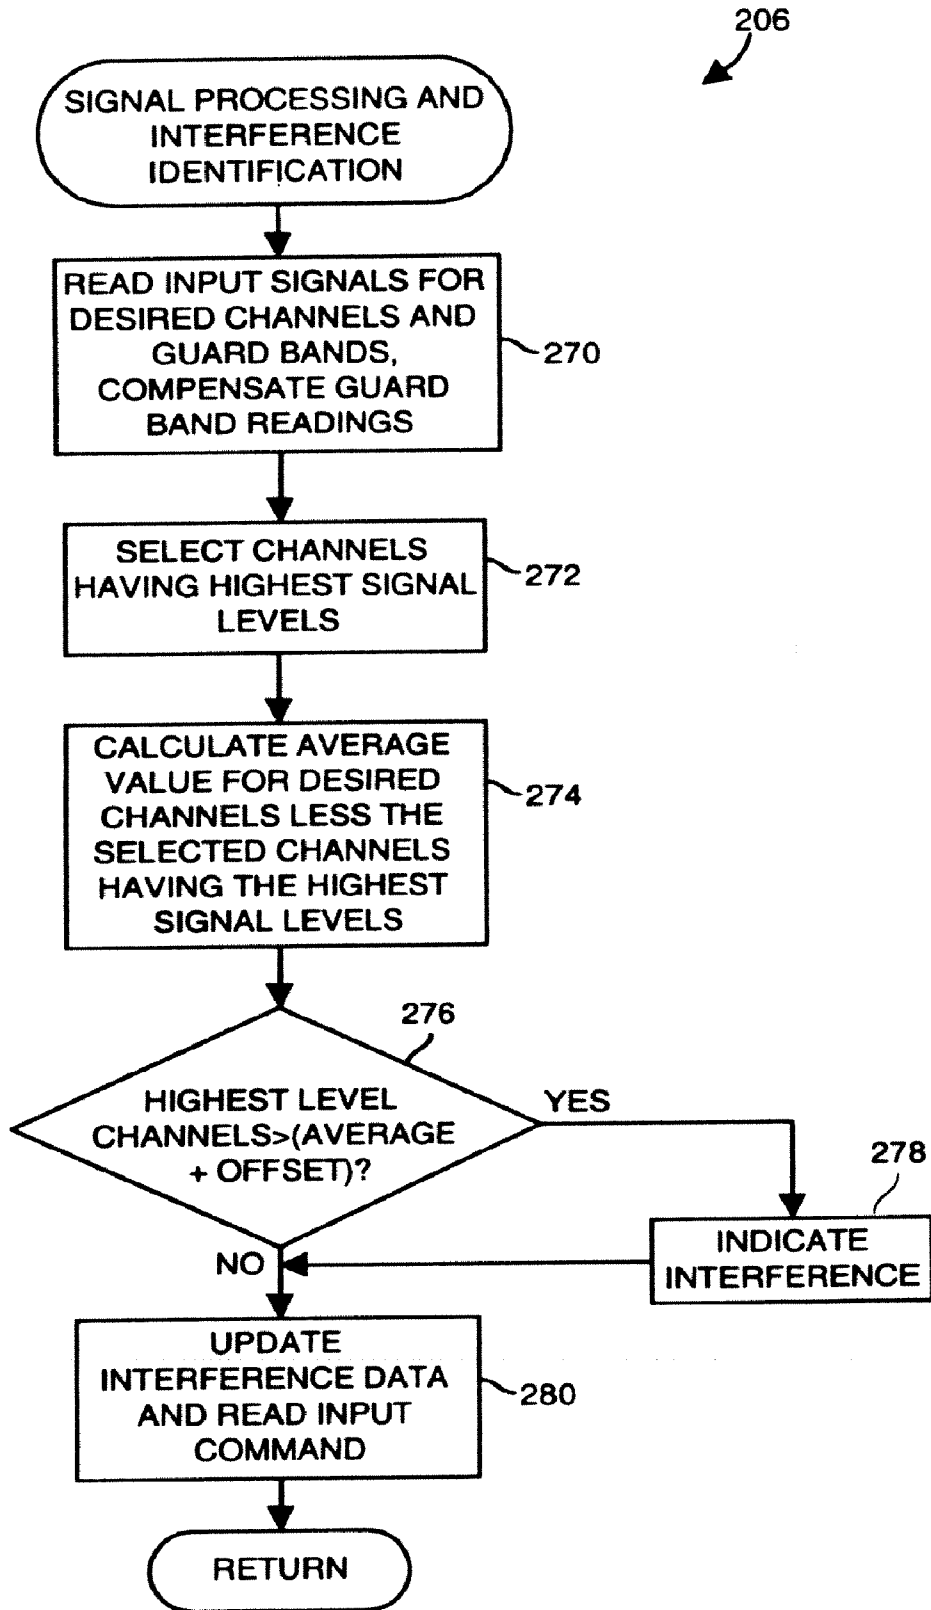 206
SIGNAL PROCESSING AND
INTERFERENCE
IDENTIFICATION
READ INPUT SIGNALS FOR
DESIRED CHANNELS AND
GUARD BANDS,
COMPENSATE GUARD
BAND READINGS
270
SELECT CHANNELS
HAVING HIGHEST SIGNAL
LEVELS
272
CALCULATE AVERAGE
VALUE FOR DESIRED
CHANNELS LESS THE
SELECTED CHANNELS
HAVING THE HIGHEST
SIGNAL LEVELS
274
276
HIGHEST LEVEL
CHANNELS>(AVERAGE
+ OFFSET)?
YES
278
INDICATE
INTERFERENCE
NO
UPDATE
INTERFERENCE DATA
AND READ INPUT
COMMAND
280
RETURN